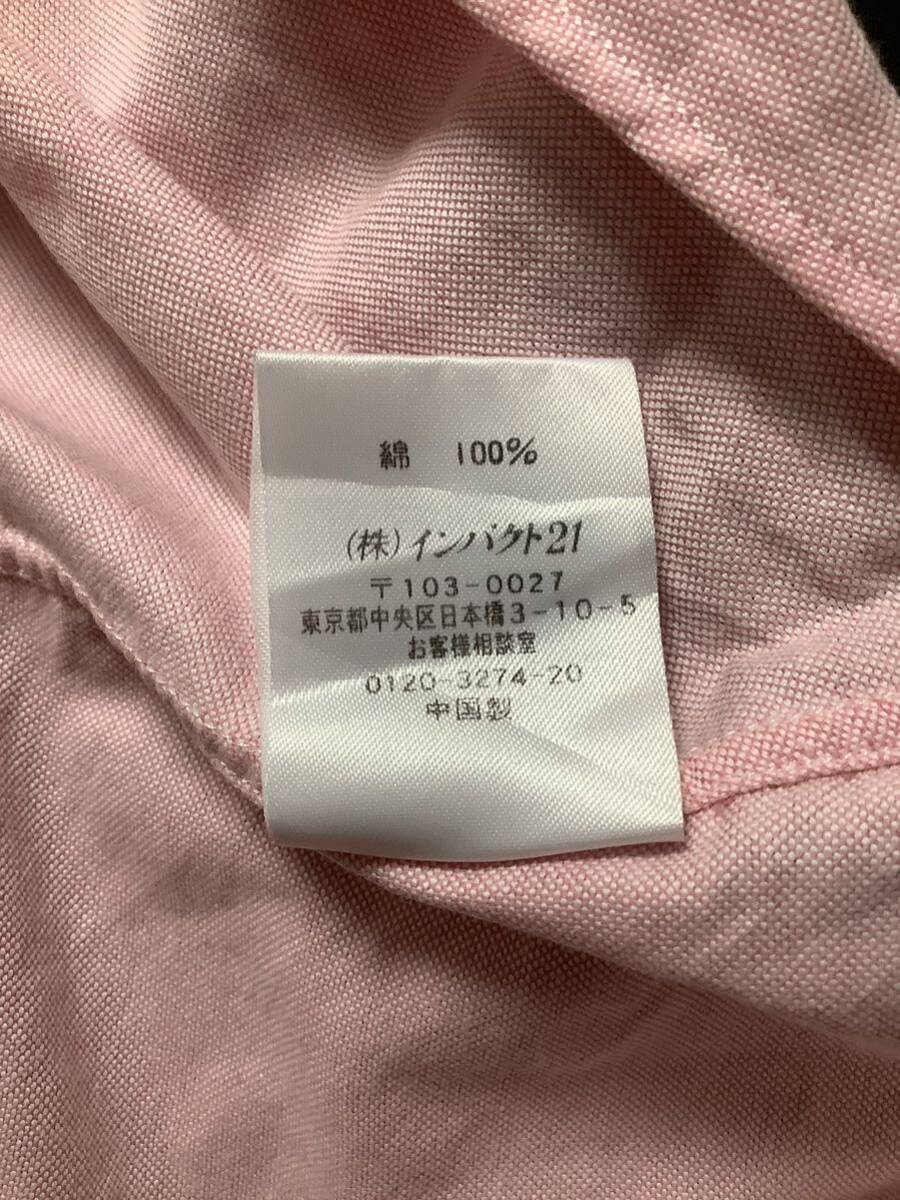 綿 100%
(株)インパクト21
〒103-0027
東京都中央区日本橋3-10-5
お客様相談室
0120-3274-20
中国製